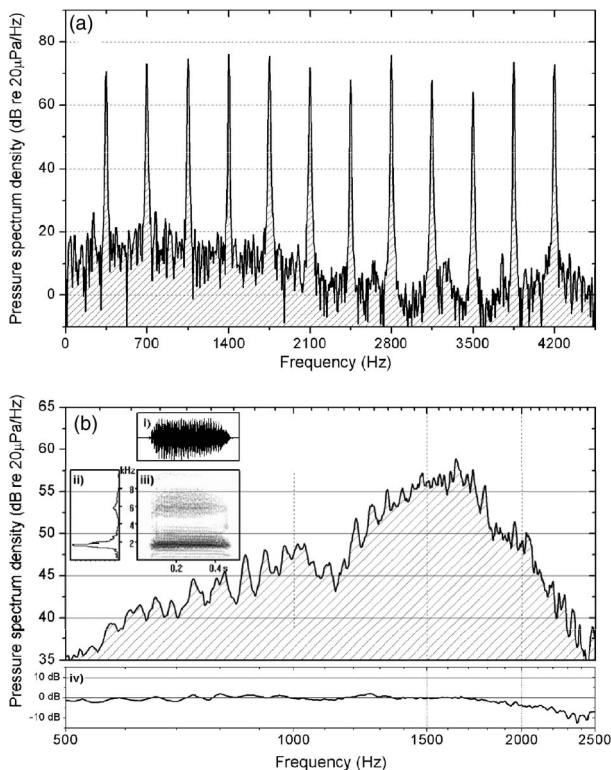 (a)
Pressure spectrum density (dB re 20µPa/Hz)
80
60
40
20
0
0 700 1400 2100 2800 3500 4200
Frequency (Hz)
(b)
Pressure spectrum density (dB re 20µPa/Hz)
65
60
55
50
45
40
35
i)
ii)
kHz
8
6
4
2
iii)
0.2 0.4 s
iv)
10 dB
0 dB
-10 dB
500 1000 1500 2000 2500
Frequency (Hz)